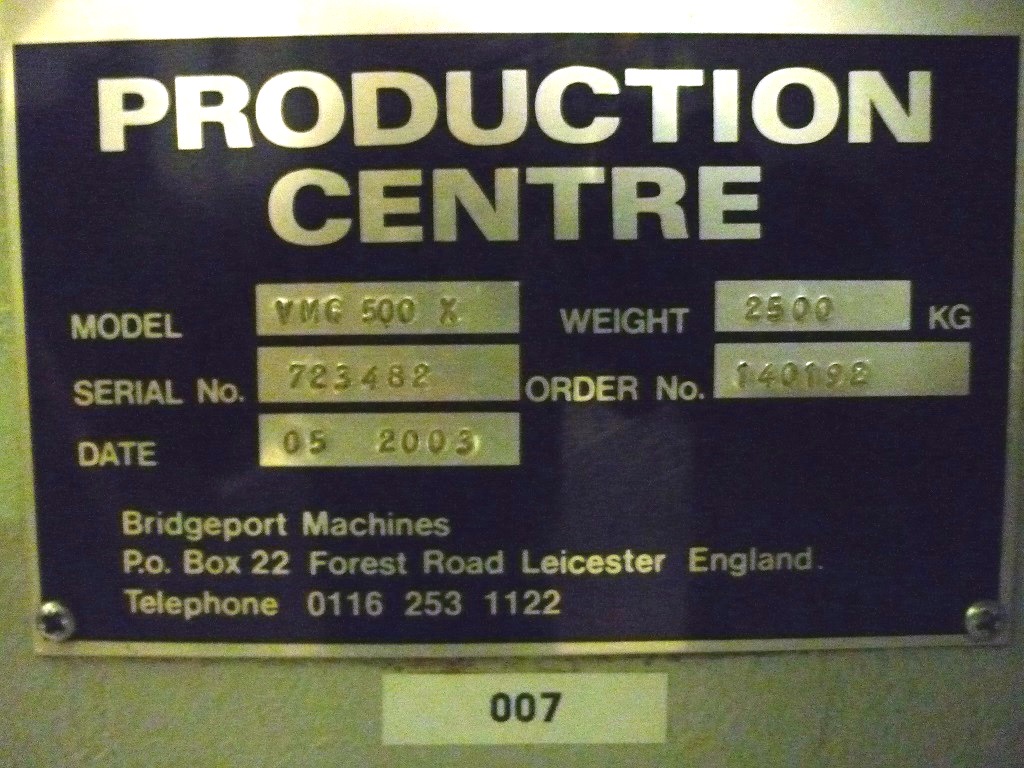 PRODUCTION
CENTRE
MODEL VMC 500 X WEIGHT 2500 KG
SERIAL No. 723482 ORDER No. 140192
DATE 05 2003
Bridgeport Machines
P.o. Box 22 Forest Road Leicester England.
Telephone 0116 253 1122
007